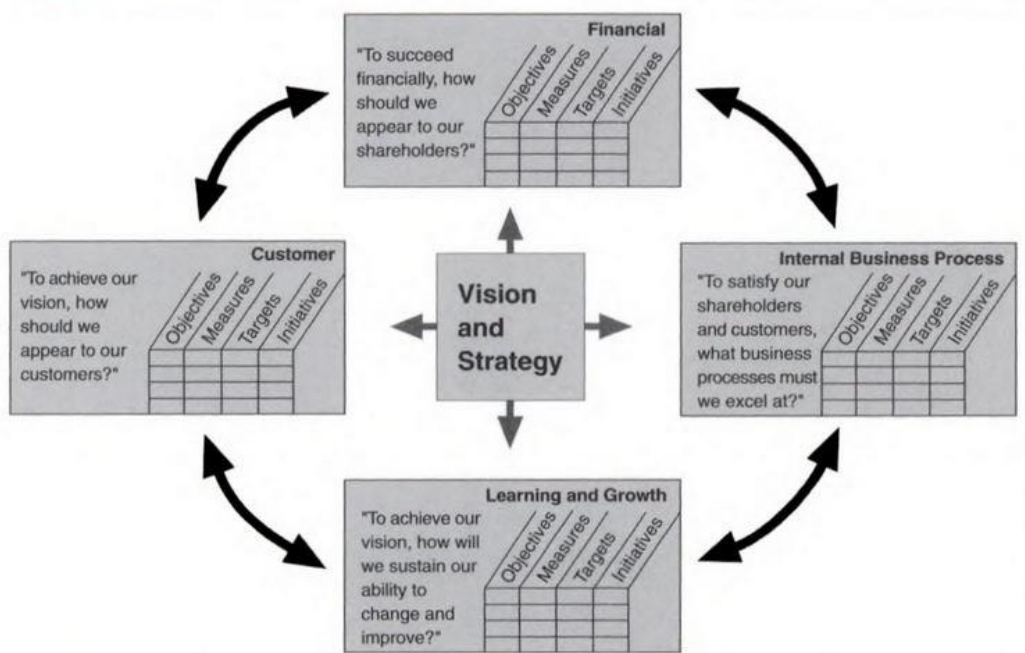 Financial
"To succeed
financially, how
should we
appear to our
shareholders?"
Objectives
Measures
Targets
Initiatives
Customer
"To achieve our
vision, how
should we
appear to our
customers?"
Objectives
Measures
Targets
Initiatives
Vision
and
Strategy
Internal Business Process
"To satisfy our
shareholders
and customers,
what business
processes must
we excel at?"
Objectives
Measures
Targets
Initiatives
Learning and Growth
"To achieve our
vision, how will
we sustain our
ability to
change and
improve?"
Objectives
Measures
Targets
Initiatives